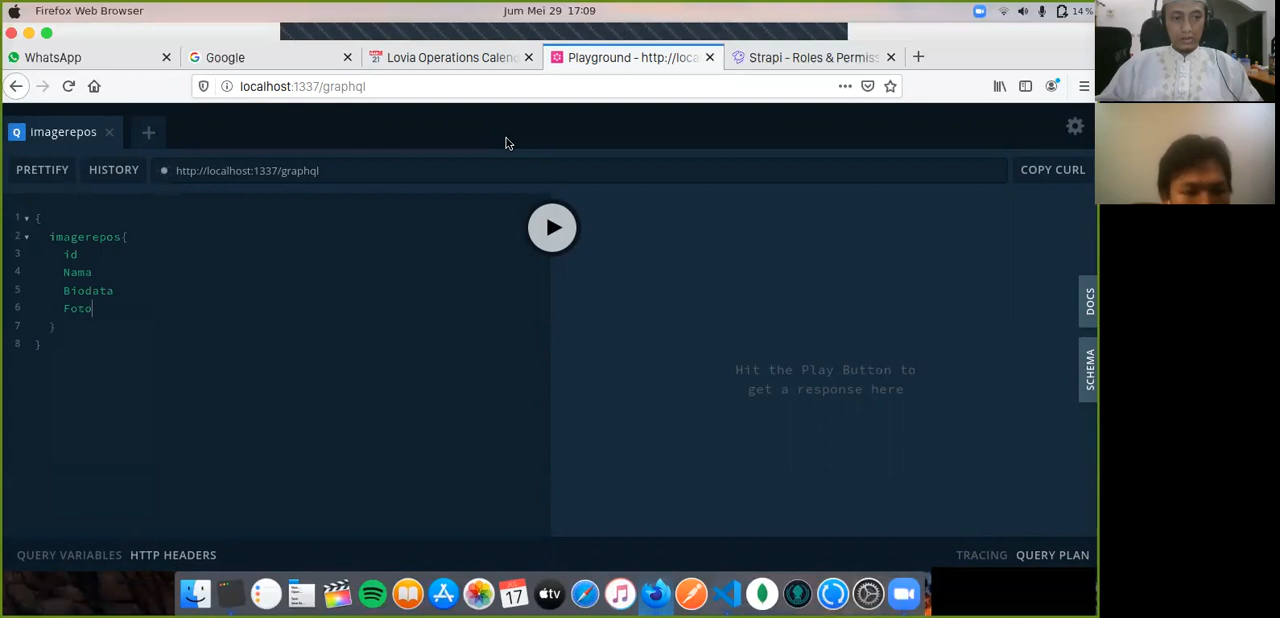 Firefox Web Browser
Jum Mei 29 17:09
14%
WhatsApp
Google
Lovia Operations Calen
Playground - http://loca
Strapi - Roles & Permiss
localhost:1337/graphql
Q imagerepos
PRETTIFY HISTORY http://localhost:1337/graphql COPY CURL
1 {
2 imagerepos{
3 id
4 Nama
5 Biodata
6 Foto
7 }
8 }
Hit the Play Button to
get a response here
DOCS
SCHEMA
QUERY VARIABLES HTTP HEADERS
TRACING QUERY PLAN
17
tv